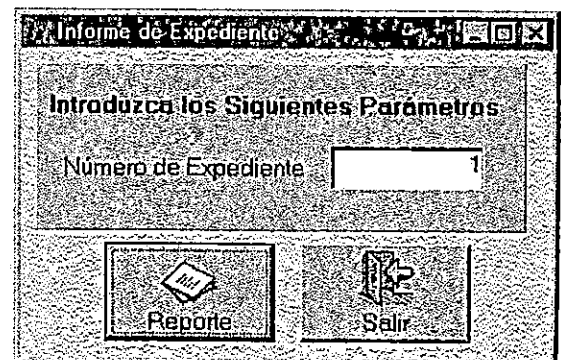 Informe de Expediente
Introduzca los Siguientes Parámetros
Número de Expediente 1
Reporte Salir